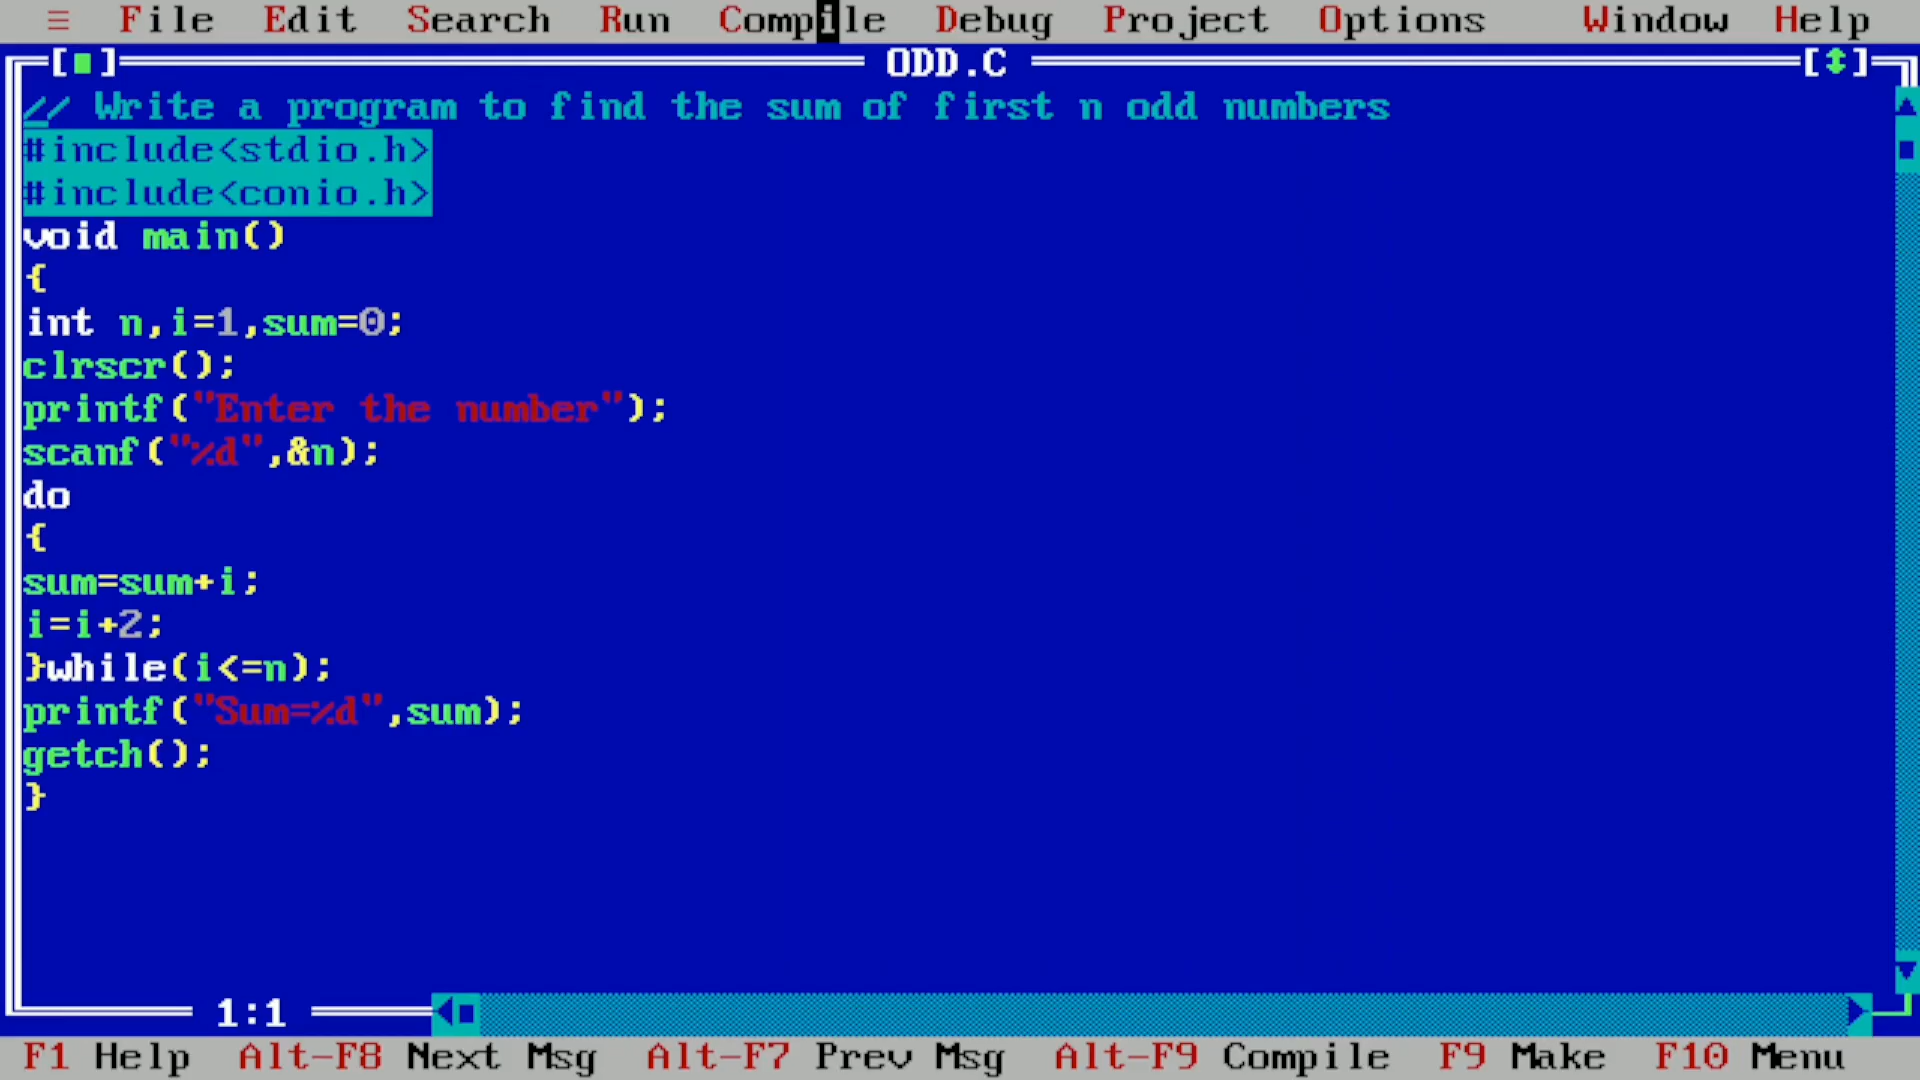 ≡ File Edit Search Run Compile Debug Project Options Window Help
[■] ODD.C [↕]
// Write a program to find the sum of first n odd numbers
#include<stdio.h>
#include<conio.h>
void main()
{
int n,i=1,sum=0;
clrscr();
printf("Enter the number");
scanf("%d",&n);
do
{
sum=sum+i;
i=i+2;
}while(i<=n);
printf("Sum=%d",sum);
getch();
}
1:1
F1 Help Alt-F8 Next Msg Alt-F7 Prev Msg Alt-F9 Compile F9 Make F10 Menu